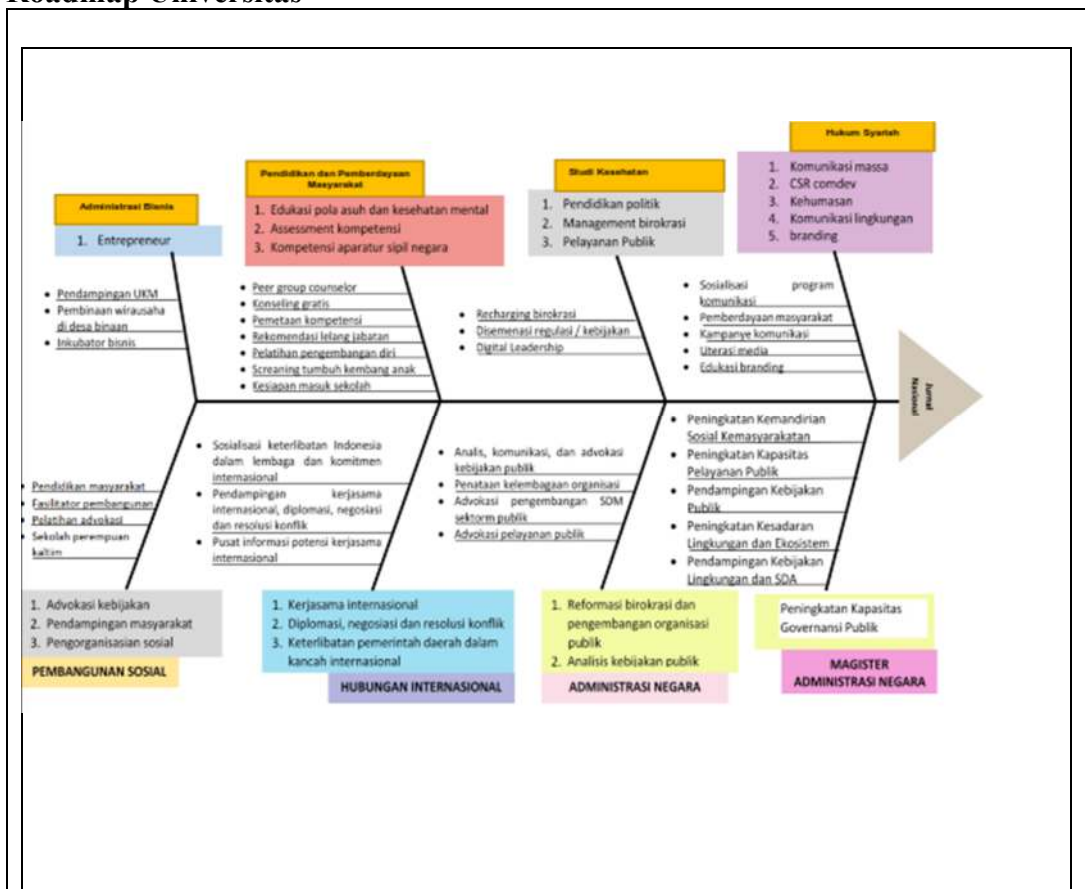 Roadmap Universitas
Administrasi Bisnis
1. Entrepreneur
Pendidikan dan Pemberdayaan
Masyarakat
1. Edukasi pola asuh dan kesehatan mental
2. Assessment kompetensi
3. Kompetensi aparatur sipil negara
Studi Kesehatan
1. Pendidikan politik
2. Management birokrasi
3. Pelayanan Publik
Hukum Syariah
1. Komunikasi massa
2. CSR comdev
3. Kehumasan
4. Komunikasi lingkungan
5. branding
• Pendampingan UKM
• Pembinaan wirausaha
di desa binaan
• Inkubator bisnis
• Peer group counselor
• Konseling gratis
• Pemetaan kompetensi
• Rekomendasi lelang jabatan
• Pelatihan pengembangan diri
• Screaning tumbuh kembang anak
• Kesiapan masuk sekolah
• Recharging birokrasi
• Disemenasi regulasi / kebijakan
• Digital Leadership
• Sosialisasi program
komunikasi
• Pemberdayaan masyarakat
• Kampanye komunikasi
• Literasi media
• Edukasi branding
Jurnal
Nasional
• Pendidikan masyarakat
• Fasilitator pembangunan
• Pelatihan advokasi
• Sekolah perempuan
kaltim
• Sosialisasi keterlibatan Indonesia
dalam lembaga dan komitmen
internasional
• Pendampingan kerjasama
internasional, diplomasi, negosiasi
dan resolusi konflik
• Pusat informasi potensi kerjasama
internasional
• Analis, komunikasi, dan advokasi
kebijakan publik
• Penataan kelembagaan organisasi
• Advokasi pengembangan SDM
sektorm publik
• Advokasi pelayanan publik
• Peningkatan Kemandirian
Sosial Kemasyarakatan
• Peningkatan Kapasitas
Pelayanan Publik
• Pendampingan Kebijakan
Publik
• Peningkatan Kesadaran
Lingkungan dan Ekosistem
• Pendampingan Kebijakan
Lingkungan dan SDA
1. Advokasi kebijakan
2. Pendampingan masyarakat
3. Pengorganisasian sosial
PEMBANGUNAN SOSIAL
1. Kerjasama internasional
2. Diplomasi, negosiasi dan resolusi konflik
3. Keterlibatan pemerintah daerah dalam
kancah internasional
HUBUNGAN INTERNASIONAL
1. Reformasi birokrasi dan
pengembangan organisasi
publik
2. Analisis kebijakan publik
ADMINISTRASI NEGARA
Peningkatan Kapasitas
Governansi Publik
MAGISTER
ADMINISTRASI NEGARA